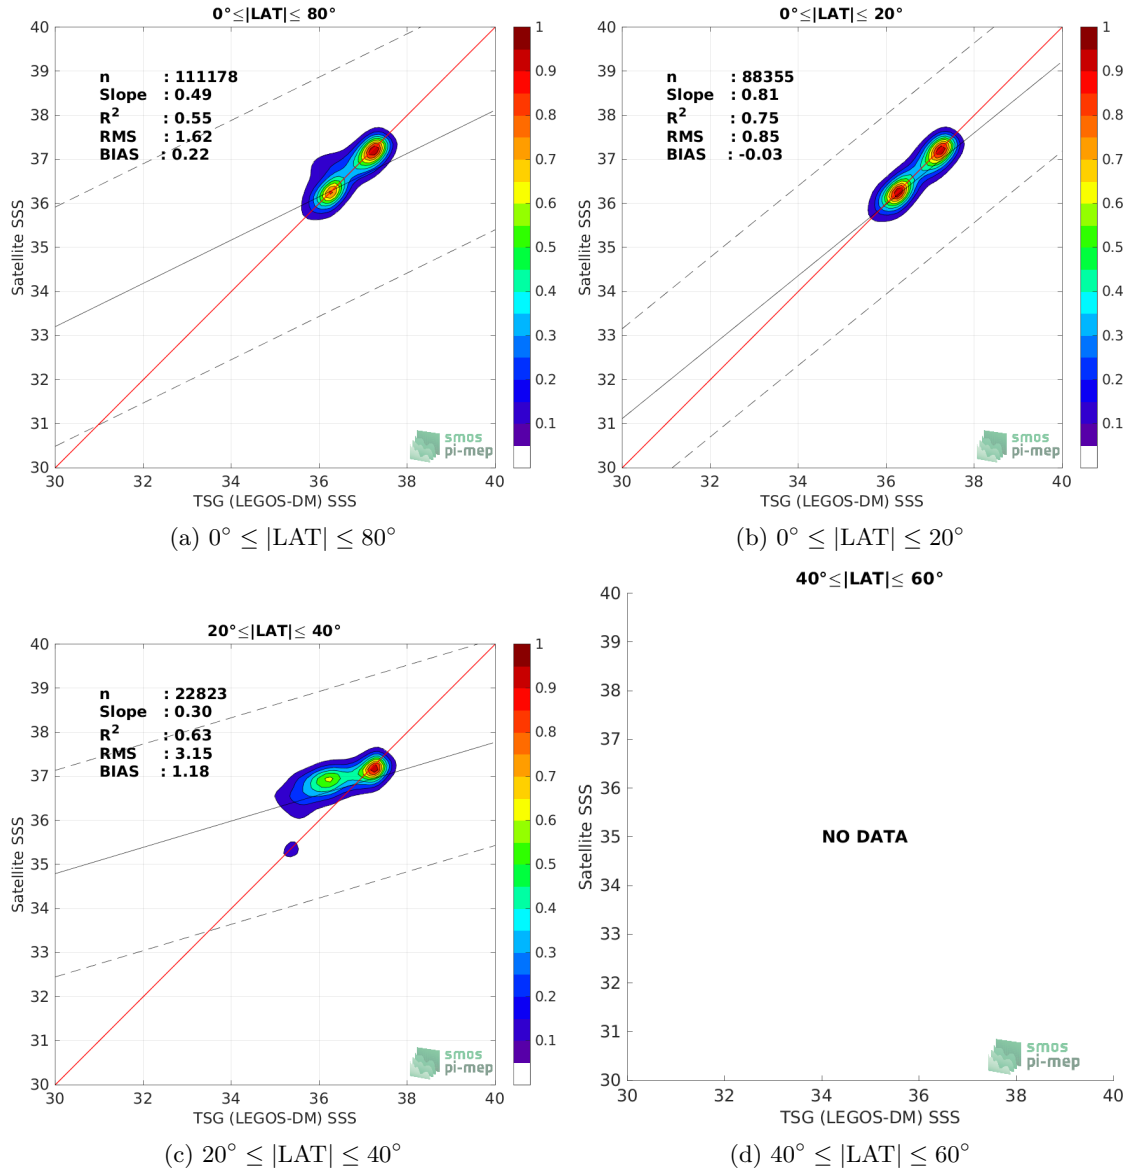 0°≤|LAT|≤ 80°
n : 111178
Slope : 0.49
R² : 0.55
RMS : 1.62
BIAS : 0.22
Satellite SSS
40
39
38
37
36
35
34
33
32
31
30
30 32 34 36 38 40
TSG (LEGOS-DM) SSS
1
0.9
0.8
0.7
0.6
0.5
0.4
0.3
0.2
0.1
smos
pi-mep
(a) 0° ≤ |LAT| ≤ 80°
0°≤|LAT|≤ 20°
n : 88355
Slope : 0.81
R² : 0.75
RMS : 0.85
BIAS : -0.03
Satellite SSS
40
39
38
37
36
35
34
33
32
31
30
30 32 34 36 38 40
TSG (LEGOS-DM) SSS
1
0.9
0.8
0.7
0.6
0.5
0.4
0.3
0.2
0.1
smos
pi-mep
(b) 0° ≤ |LAT| ≤ 20°
20°≤|LAT|≤ 40°
n : 22823
Slope : 0.30
R² : 0.63
RMS : 3.15
BIAS : 1.18
Satellite SSS
40
39
38
37
36
35
34
33
32
31
30
30 32 34 36 38 40
TSG (LEGOS-DM) SSS
1
0.9
0.8
0.7
0.6
0.5
0.4
0.3
0.2
0.1
smos
pi-mep
(c) 20° ≤ |LAT| ≤ 40°
40°≤|LAT|≤ 60°
Satellite SSS
40
39
38
37
36
35
34
33
32
31
30
NO DATA
30 32 34 36 38 40
TSG (LEGOS-DM) SSS
smos
pi-mep
(d) 40° ≤ |LAT| ≤ 60°